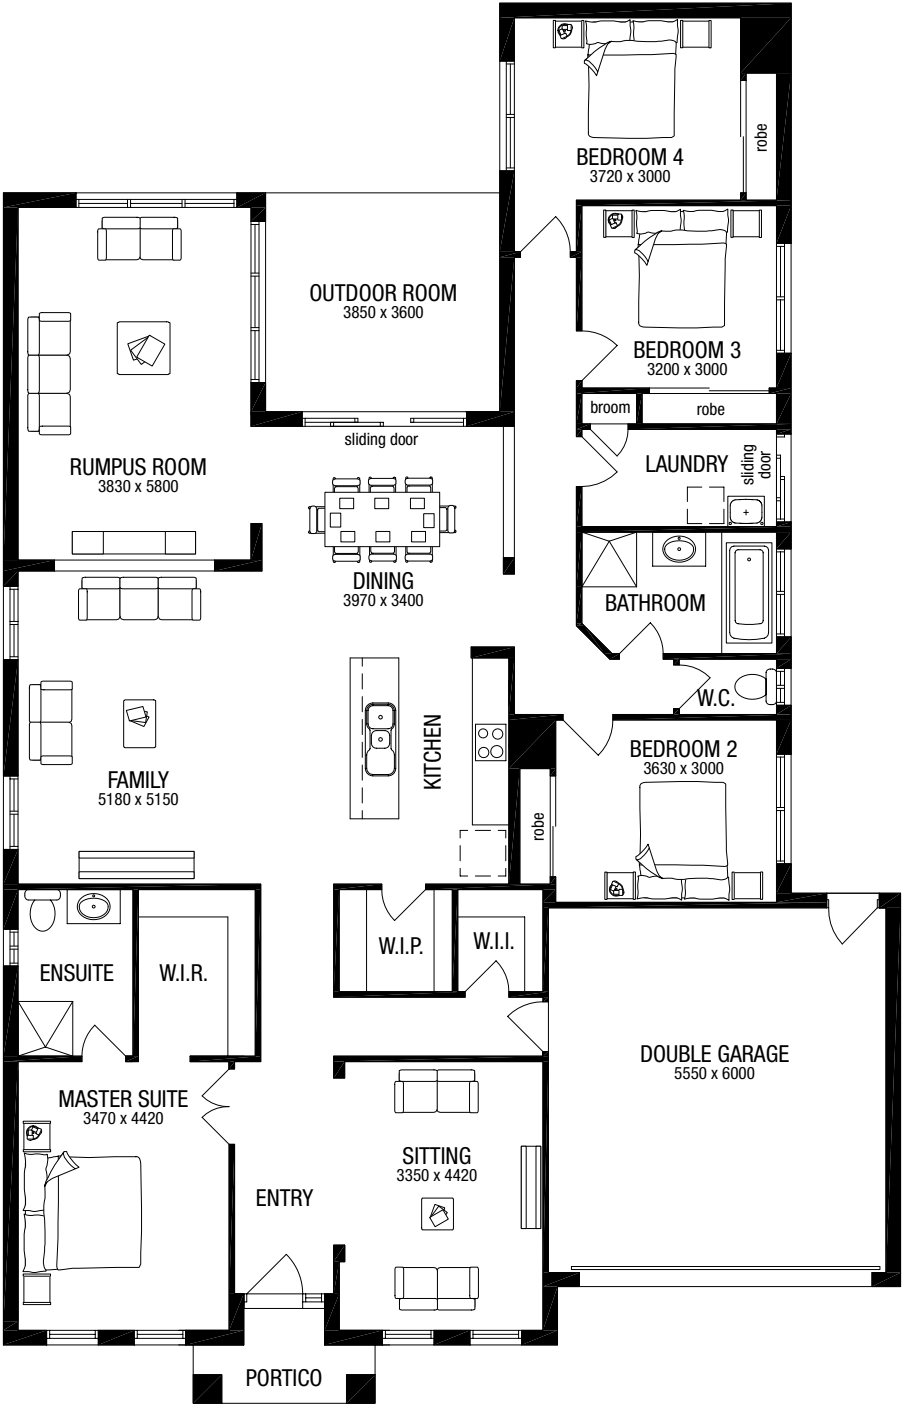 BEDROOM 4
3720 x 3000
robe
OUTDOOR ROOM
3850 x 3600
BEDROOM 3
3200 x 3000
broom
robe
sliding door
RUMPUS ROOM
3830 x 5800
LAUNDRY
sliding
door
DINING
3970 x 3400
BATHROOM
W.C.
KITCHEN
BEDROOM 2
3630 x 3000
robe
FAMILY
5180 x 5150
W.I.P.
W.I.I.
ENSUITE
W.I.R.
DOUBLE GARAGE
5550 x 6000
MASTER SUITE
3470 x 4420
SITTING
3350 x 4420
ENTRY
PORTICO